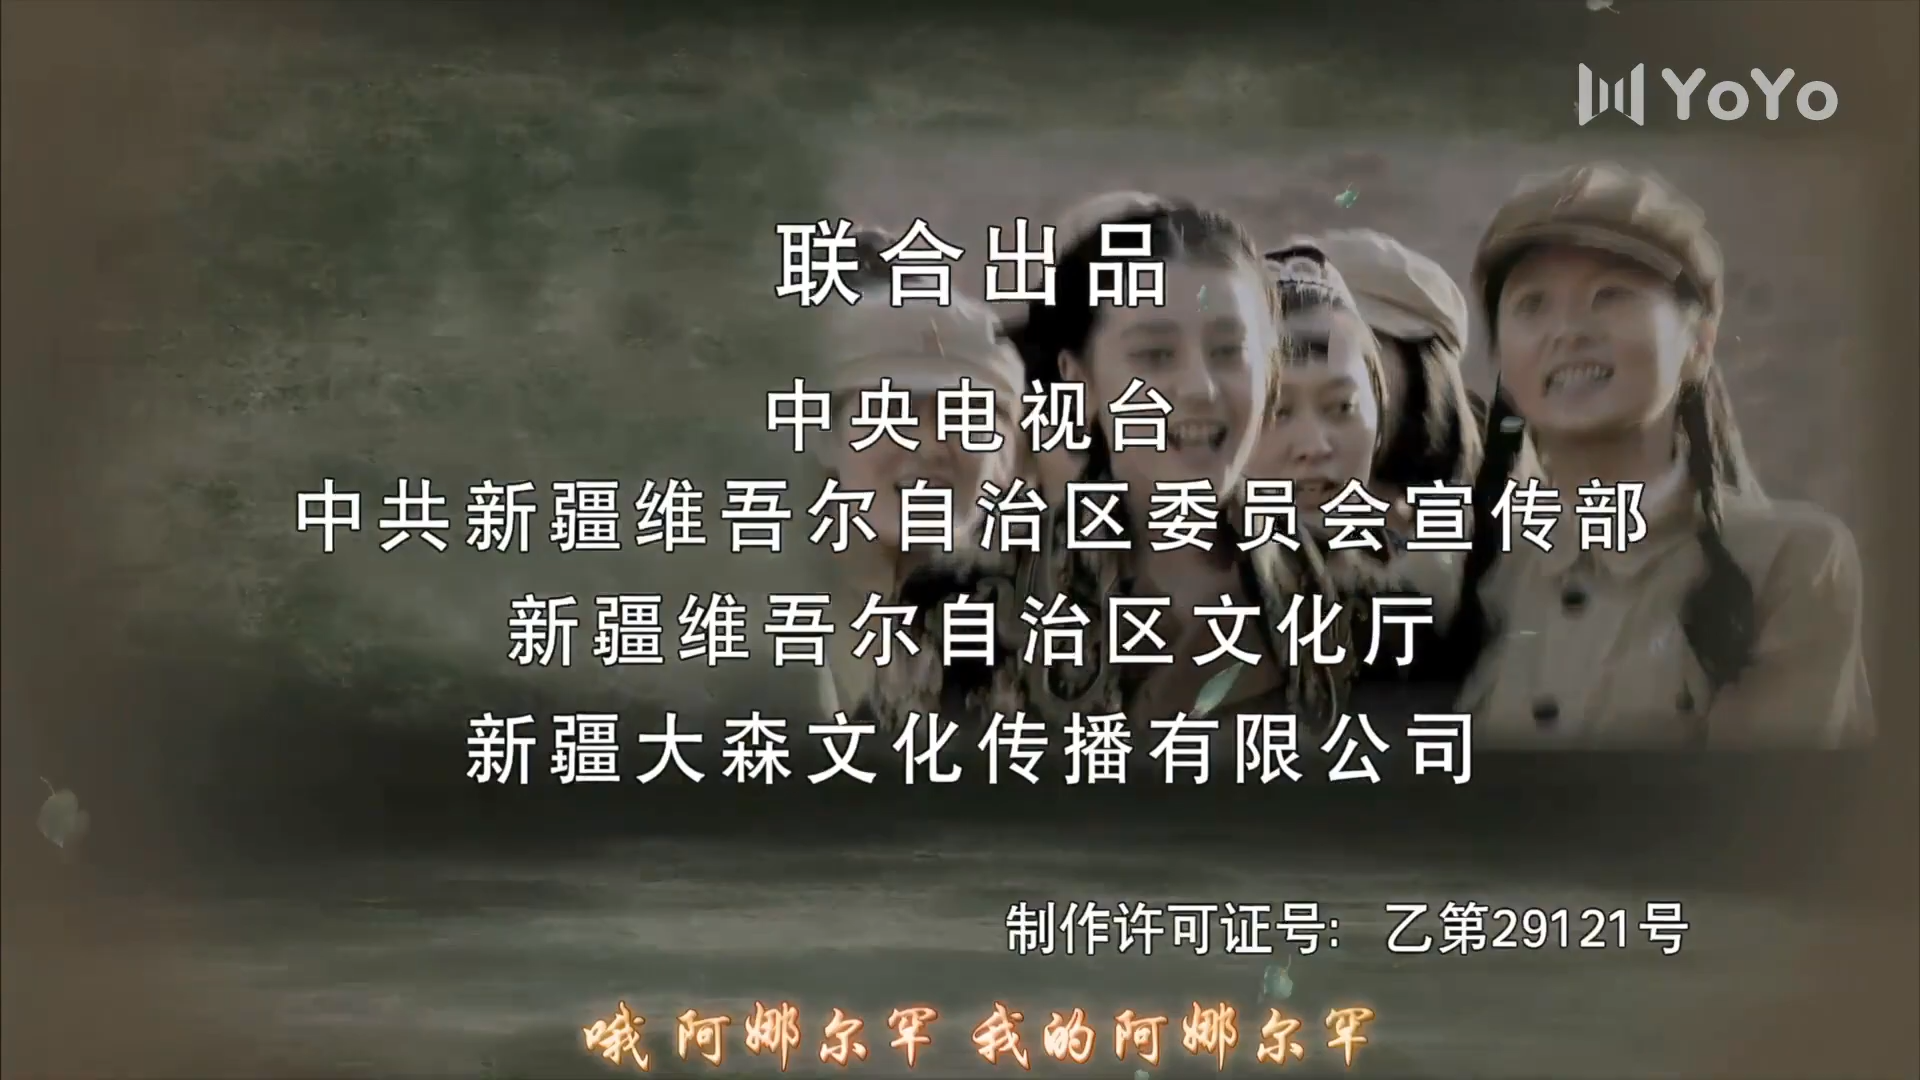 YoYo
联合出品
中央电视台
中共新疆维吾尔自治区委员会宣传部
新疆维吾尔自治区文化厅
新疆大森文化传播有限公司
制作许可证号: 乙第29121号
哦 阿娜尔罕 我的阿娜尔罕